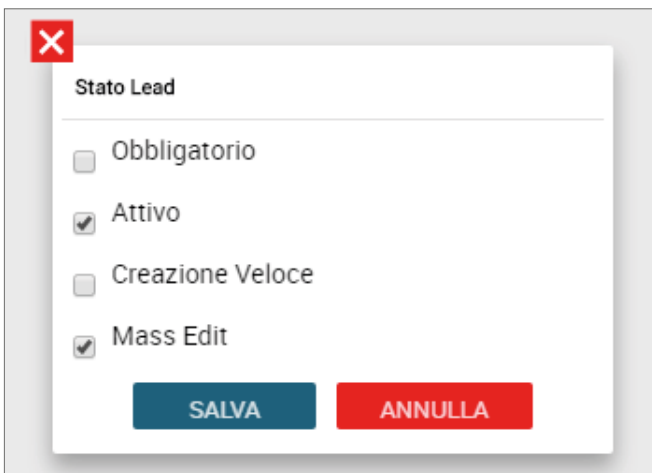 Stato Lead
Obbligatorio
Attivo
Creazione Veloce
Mass Edit
SALVA ANNULLA